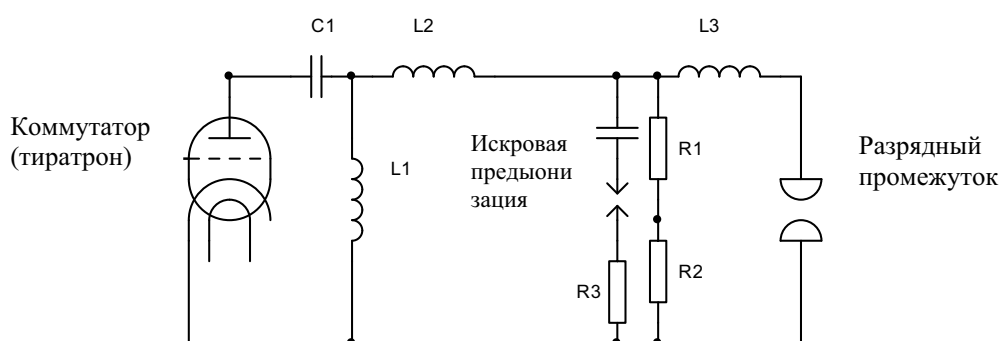 C1
L2
L3
Коммутатор
(тиратрон)
L1
Искровая
предыони
зация
R1
Разрядный
промежуток
R2
R3